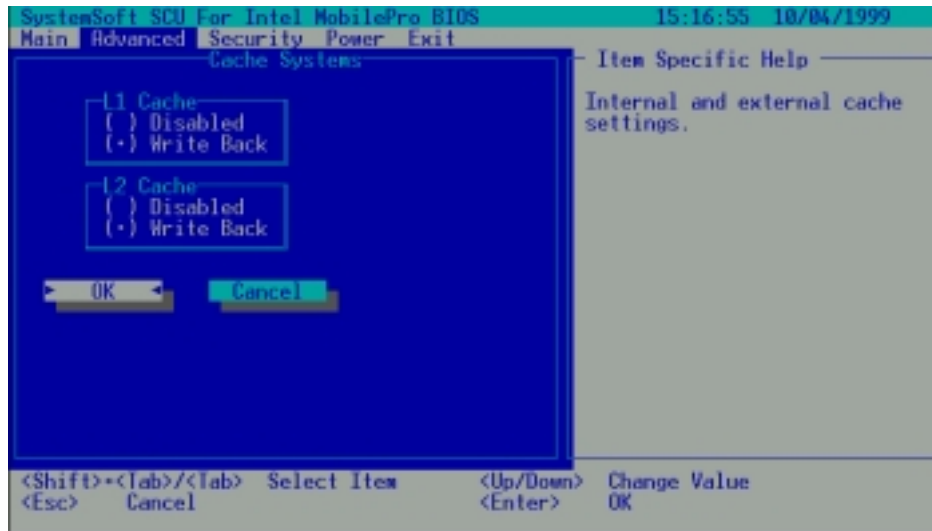 SystemSoft SCU For Intel MobilePro BIOS 15:16:55 10/04/1999
Main Advanced Security Power Exit
Cache Systems
Item Specific Help
Internal and external cache
settings.
L1 Cache
( ) Disabled
(·) Write Back
L2 Cache
( ) Disabled
(·) Write Back
OK Cancel
<Shift>+<Tab>/<Tab> Select Item <Up/Down> Change Value
<Esc> Cancel <Enter> OK